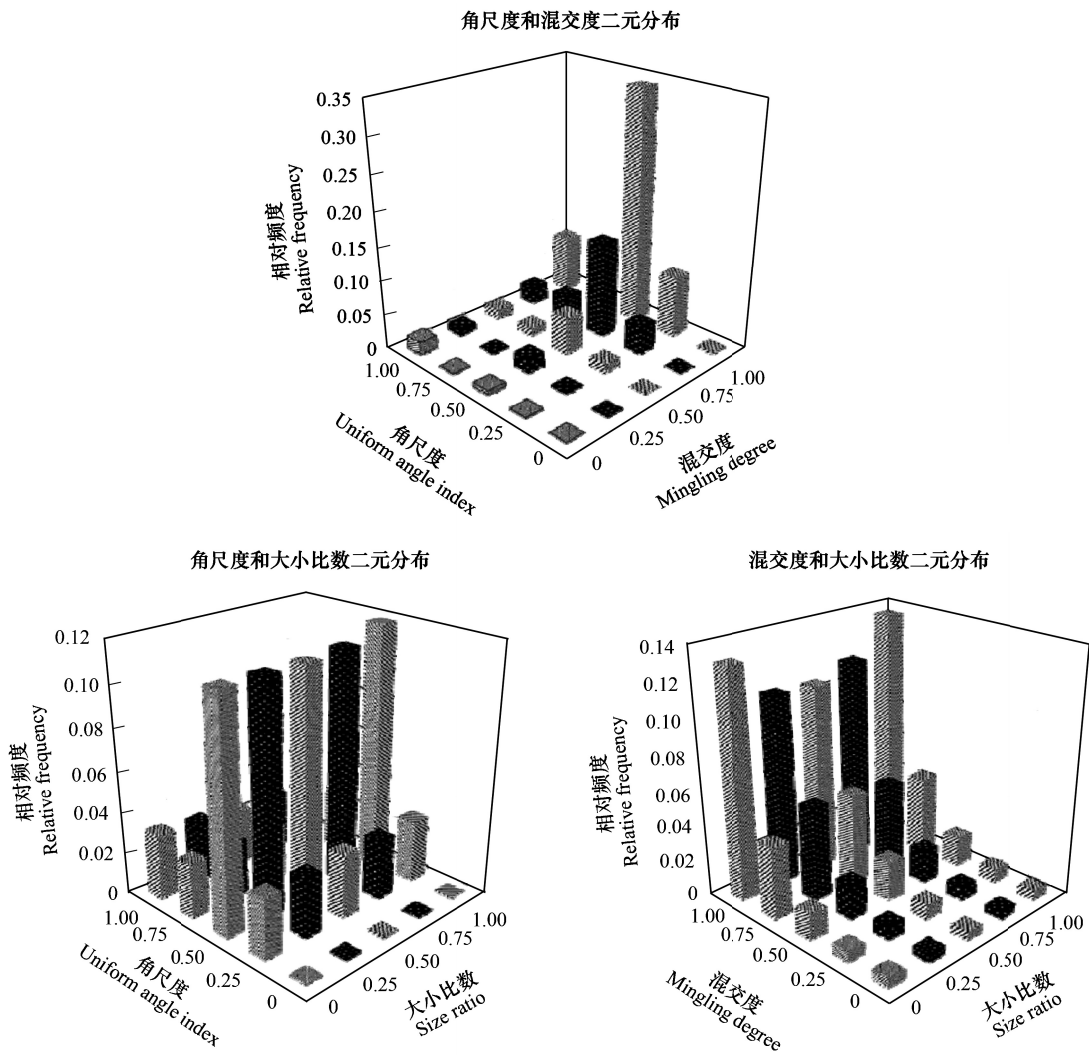 角尺度和混交度二元分布
0.35
0.30
0.25
0.20
0.15
0.10
0.05
0
相对频度
Relative frequency
1.00
0.75
0.50
0.25
0
角尺度
Uniform angle index
0
0.25
0.50
0.75
1.00
混交度
Mingling degree
角尺度和大小比数二元分布
0.12
0.10
0.08
0.06
0.04
0.02
0
相对频度
Relative frequency
1.00
0.75
0.50
0.25
0
角尺度
Uniform angle index
0
0.25
0.50
0.75
1.00
大小比数
Size ratio
混交度和大小比数二元分布
0.14
0.12
0.10
0.08
0.06
0.04
0.02
0
相对频度
Relative frequency
1.00
0.75
0.50
0.25
0
混交度
Mingling degree
0
0.25
0.50
0.75
1.00
大小比数
Size ratio